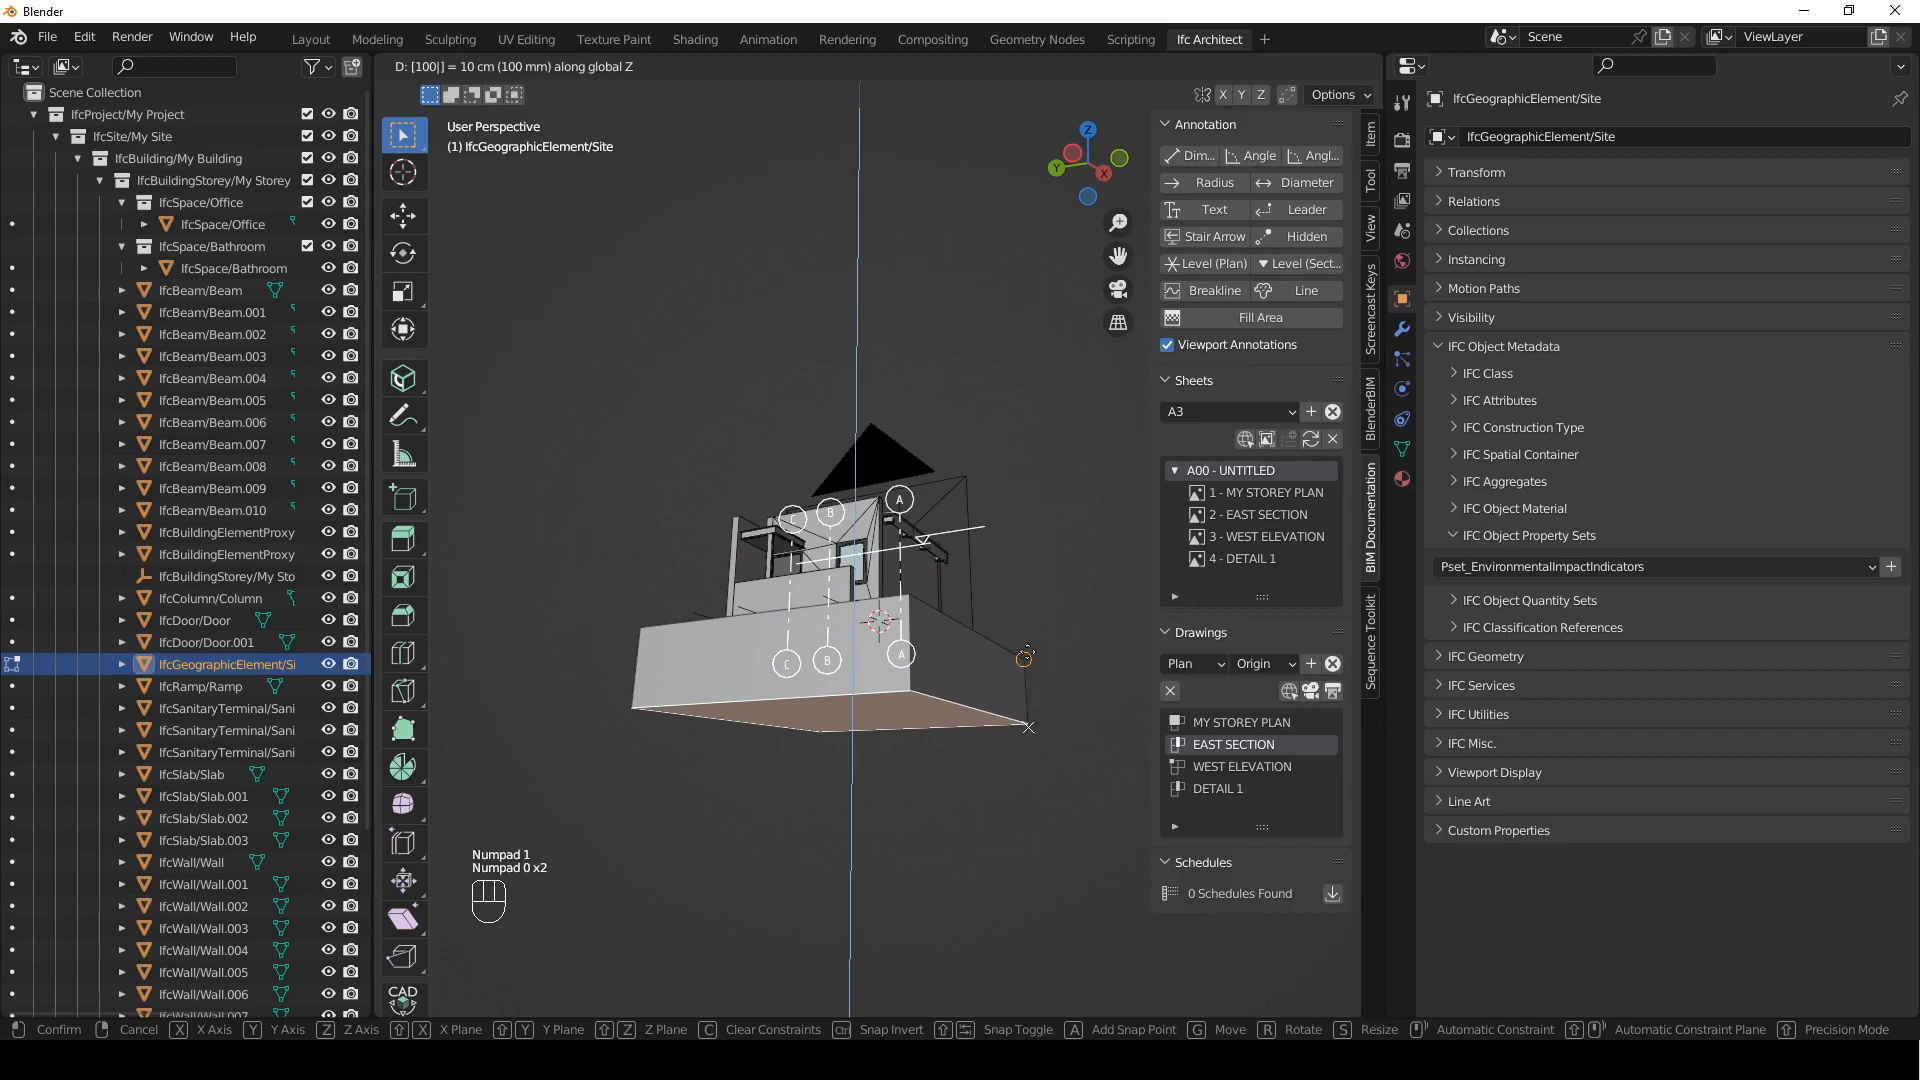 Blender
File Edit Render Window Help
Layout Modeling Sculpting UV Editing Texture Paint Shading Animation Rendering Compositing Geometry Nodes Scripting Ifc Architect
Scene
ViewLayer
D: [100|] = 10 cm (100 mm) along global Z
X Y Z Options
User Perspective
(1) IfcGeographicElement/Site
Z
Y
X
C
B
A
C
B
A
Numpad 1
Numpad 0 x2
CAD
Scene Collection
IfcProject/My Project
IfcSite/My Site
IfcBuilding/My Building
IfcBuildingStorey/My Storey
IfcSpace/Office
IfcSpace/Office
IfcSpace/Bathroom
IfcSpace/Bathroom
IfcBeam/Beam
IfcBeam/Beam.001
IfcBeam/Beam.002
IfcBeam/Beam.003
IfcBeam/Beam.004
IfcBeam/Beam.005
IfcBeam/Beam.006
IfcBeam/Beam.007
IfcBeam/Beam.008
IfcBeam/Beam.009
IfcBeam/Beam.010
IfcBuildingElementProxy
IfcBuildingElementProxy
IfcBuildingStorey/My Sto
IfcColumn/Column
IfcDoor/Door
IfcDoor/Door.001
IfcGeographicElement/Si
IfcRamp/Ramp
IfcSanitaryTerminal/Sani
IfcSanitaryTerminal/Sani
IfcSanitaryTerminal/Sani
IfcSlab/Slab
IfcSlab/Slab.001
IfcSlab/Slab.002
IfcSlab/Slab.003
IfcWall/Wall
IfcWall/Wall.001
IfcWall/Wall.002
IfcWall/Wall.003
IfcWall/Wall.004
IfcWall/Wall.005
IfcWall/Wall.006
IfcWall/Wall.007
Annotation
Dim... Angle Angl...
Radius Diameter
Text Leader
Stair Arrow Hidden
Level (Plan) Level (Sect...
Breakline Line
Fill Area
Viewport Annotations
Sheets
A3
A00 - UNTITLED
1 - MY STOREY PLAN
2 - EAST SECTION
3 - WEST ELEVATION
4 - DETAIL 1
Drawings
Plan Origin
MY STOREY PLAN
EAST SECTION
WEST ELEVATION
DETAIL 1
Schedules
0 Schedules Found
Item
Tool
View
Screencast Keys
BlenderBIM
BIM Documentation
Sequence Toolkit
IfcGeographicElement/Site
IfcGeographicElement/Site
Transform
Relations
Collections
Instancing
Motion Paths
Visibility
IFC Object Metadata
IFC Class
IFC Attributes
IFC Construction Type
IFC Spatial Container
IFC Aggregates
IFC Object Material
IFC Object Property Sets
Pset_EnvironmentalImpactIndicators
IFC Object Quantity Sets
IFC Classification References
IFC Geometry
IFC Services
IFC Utilities
IFC Misc.
Viewport Display
Line Art
Custom Properties
Confirm Cancel X X Axis Y Y Axis Z Z Axis X X Plane Y Y Plane Z Z Plane C Clear Constraints Ctrl Snap Invert Snap Toggle A Add Snap Point G Move R Rotate S Resize Automatic Constraint Automatic Constraint Plane Precision Mode